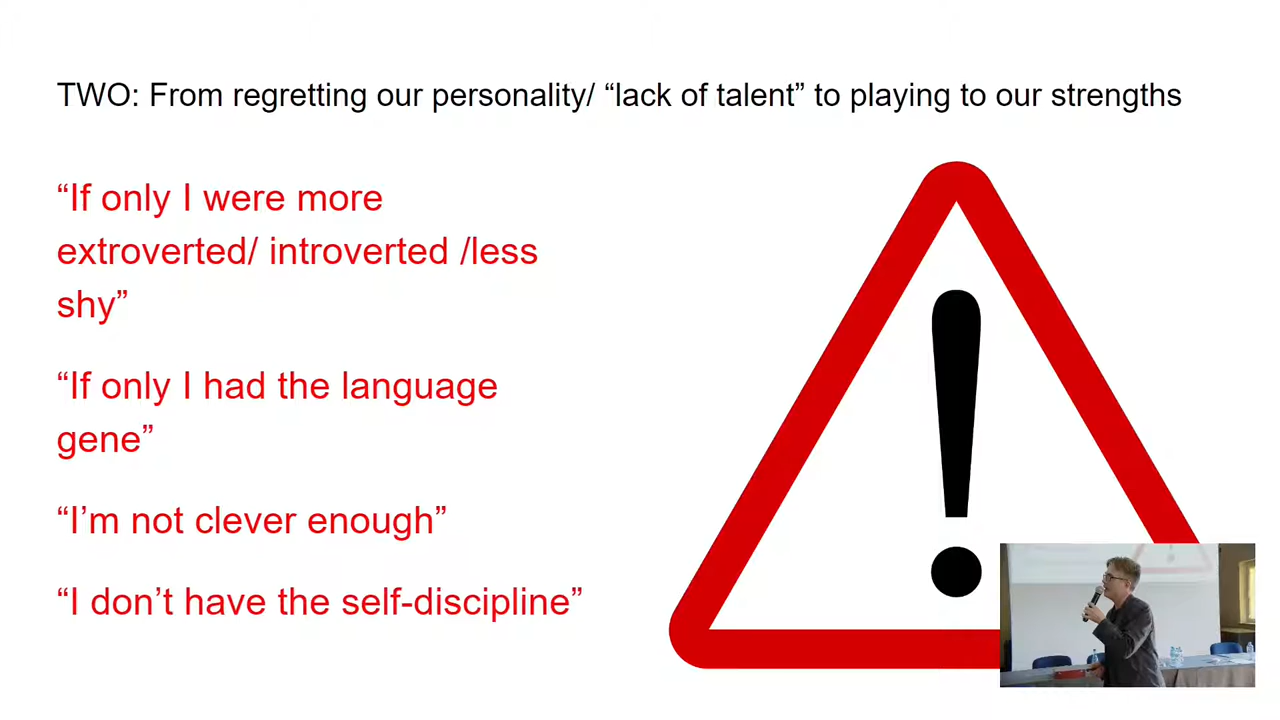 TWO: From regretting our personality/ “lack of talent” to playing to our strengths
“If only I were more
extroverted/ introverted /less
shy”
“If only I had the language
gene”
“I’m not clever enough”
“I don’t have the self-discipline”